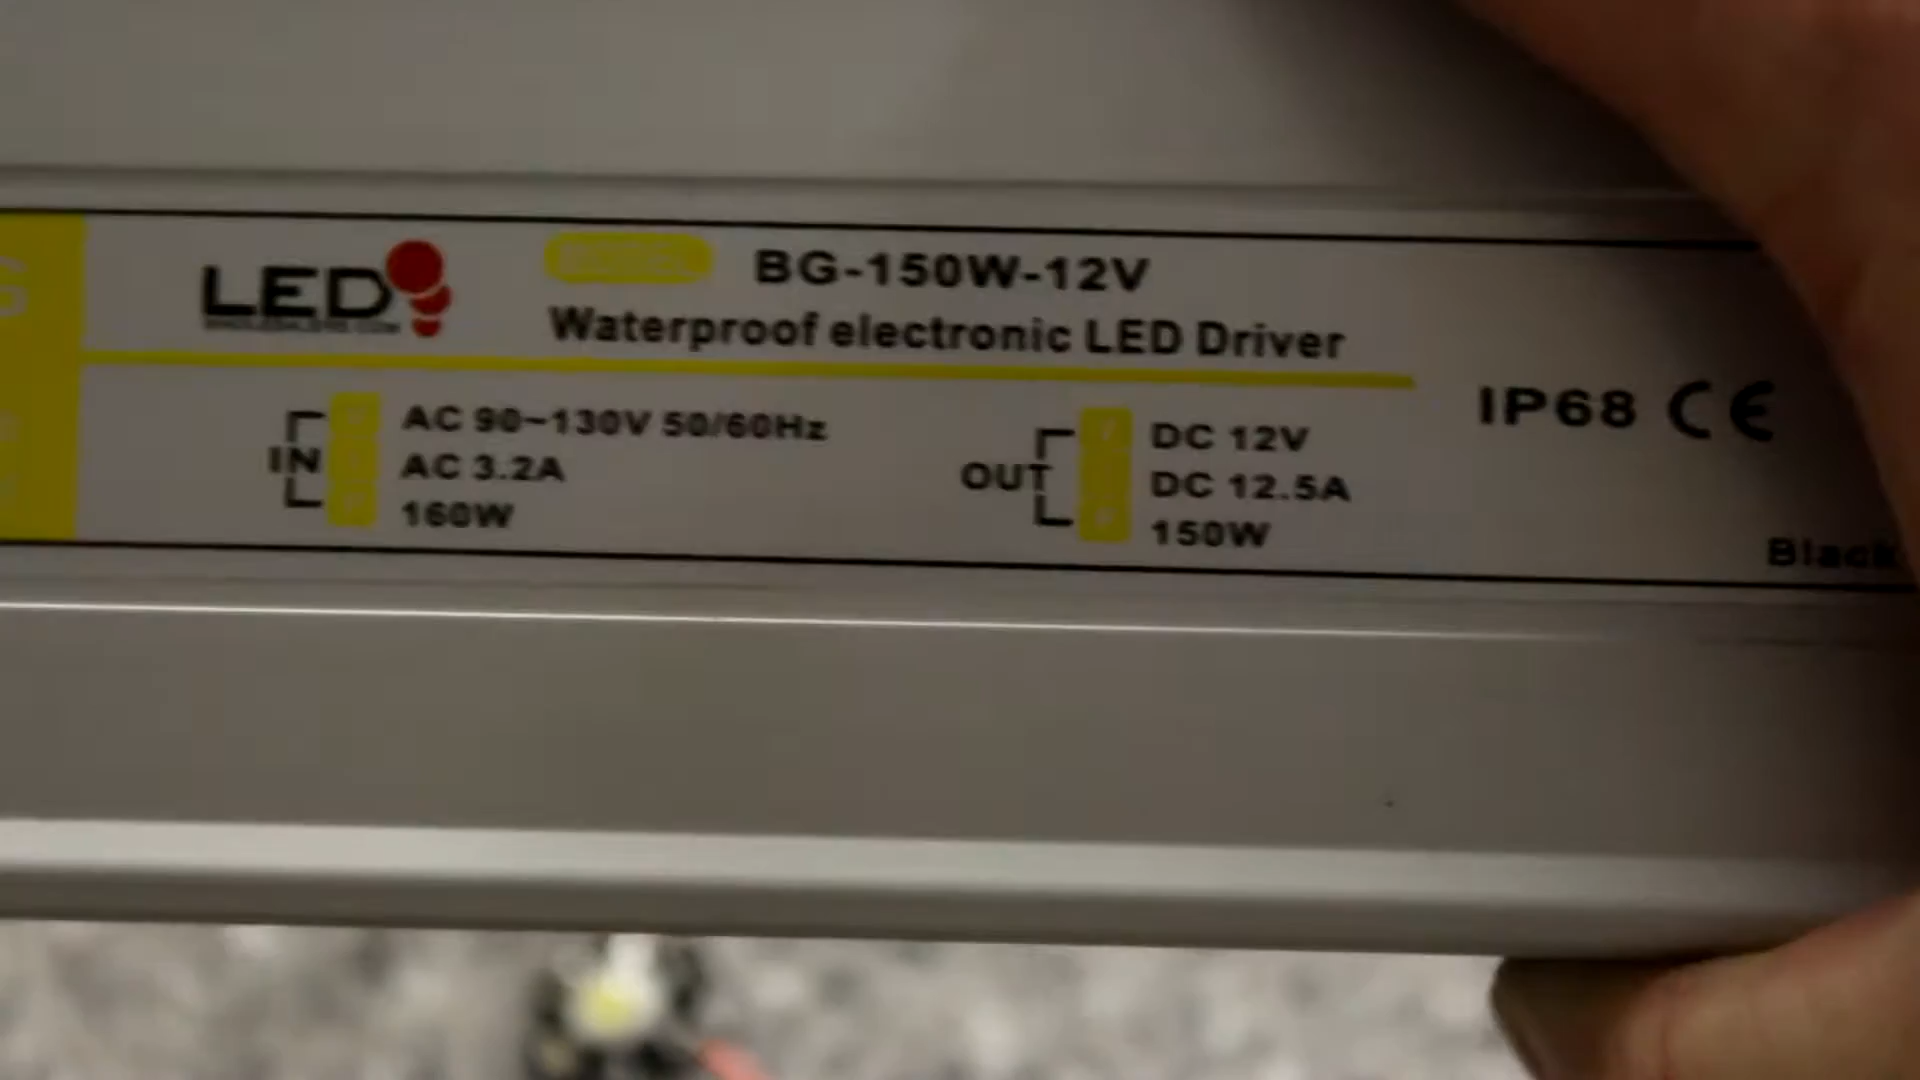 LED
BG-150W-12V
Waterproof electronic LED Driver
IN
AC 90~130V 50/60Hz
AC 3.2A
160W
OUT
DC 12V
DC 12.5A
150W
IP68 CE
Black